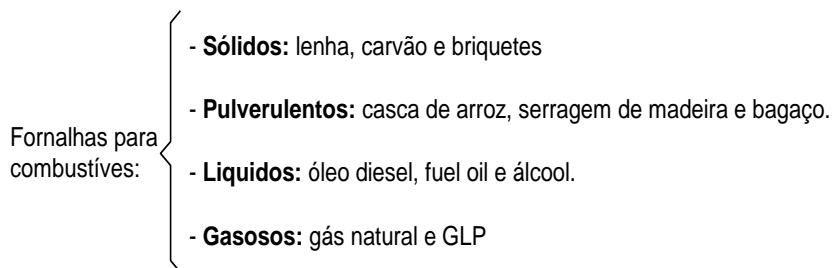 - Sólidos: lenha, carvão e briquetes
- Pulverulentos: casca de arroz, serragem de madeira e bagaço.
Fornalhas para
combustíves:
- Liquidos: óleo diesel, fuel oil e álcool.
- Gasosos: gás natural e GLP